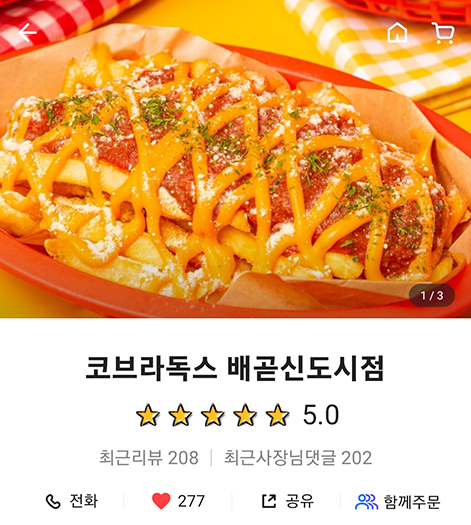 1 / 3
코브라독스 배곧신도시점
5.0
최근리뷰 208 | 최근사장님댓글 202
전화 277 공유 함께주문